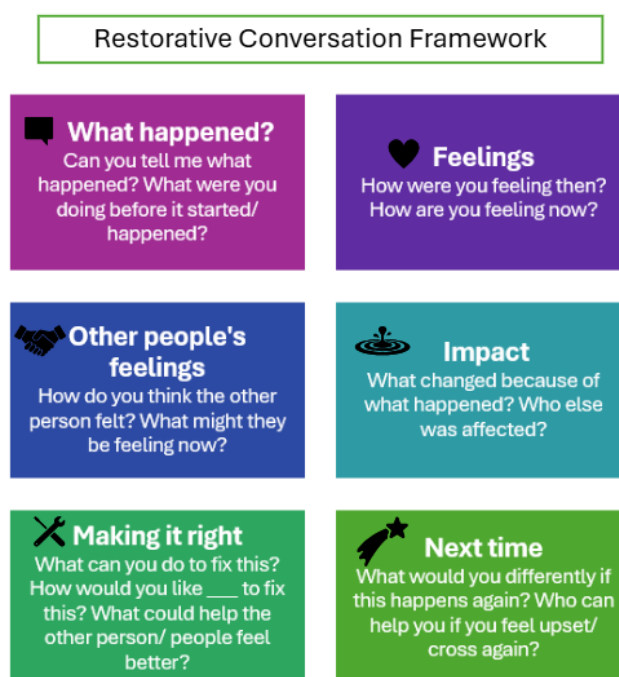 Restorative Conversation Framework
What happened?
Can you tell me what
happened? What were you
doing before it started/
happened?
Feelings
How were you feeling then?
How are you feeling now?
Other people's
feelings
How do you think the other
person felt? What might they
be feeling now?
Impact
What changed because of
what happened? Who else
was affected?
Making it right
What can you do to fix this?
How would you like ___ to fix
this? What could help the
other person/ people feel
better?
Next time
What would you differently if
this happens again? Who can
help you if you feel upset/
cross again?